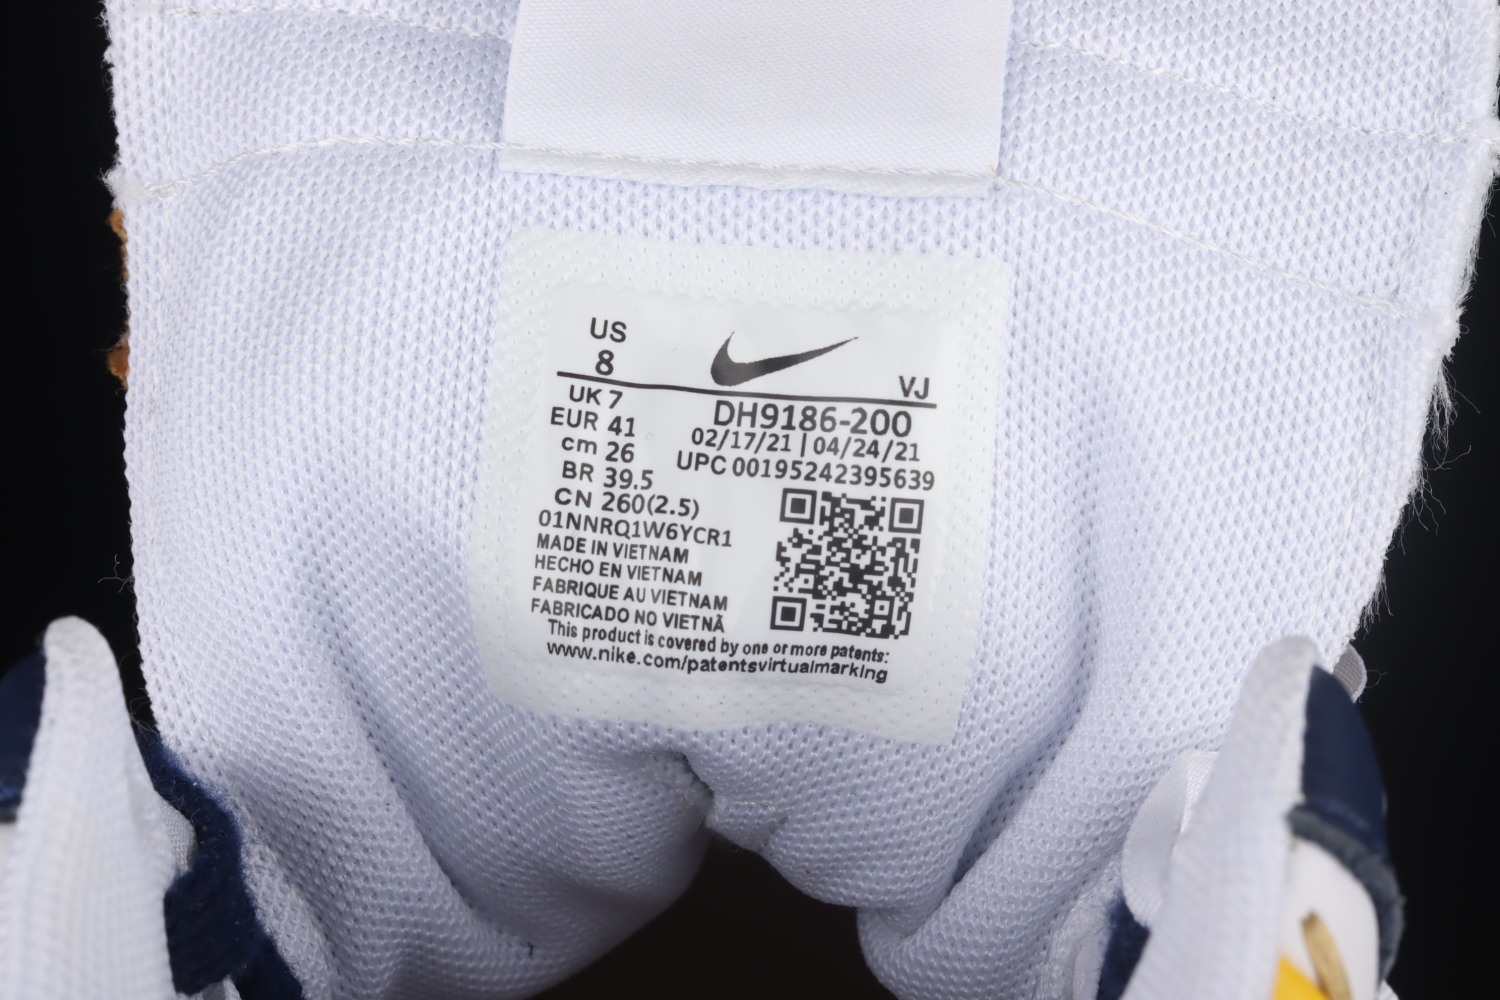 US
8
VJ
UK 7
EUR 41
cm 26
BR 39.5
CN 260(2.5)
DH9186-200
02/17/21 | 04/24/21
UPC 00195242395639
01NNRQ1W6YCR1
MADE IN VIETNAM
HECHO EN VIETNAM
FABRIQUE AU VIETNAM
FABRICADO NO VIETNÃ
This product is covered by one or more patents:
www.nike.com/patentsvirtualmarking